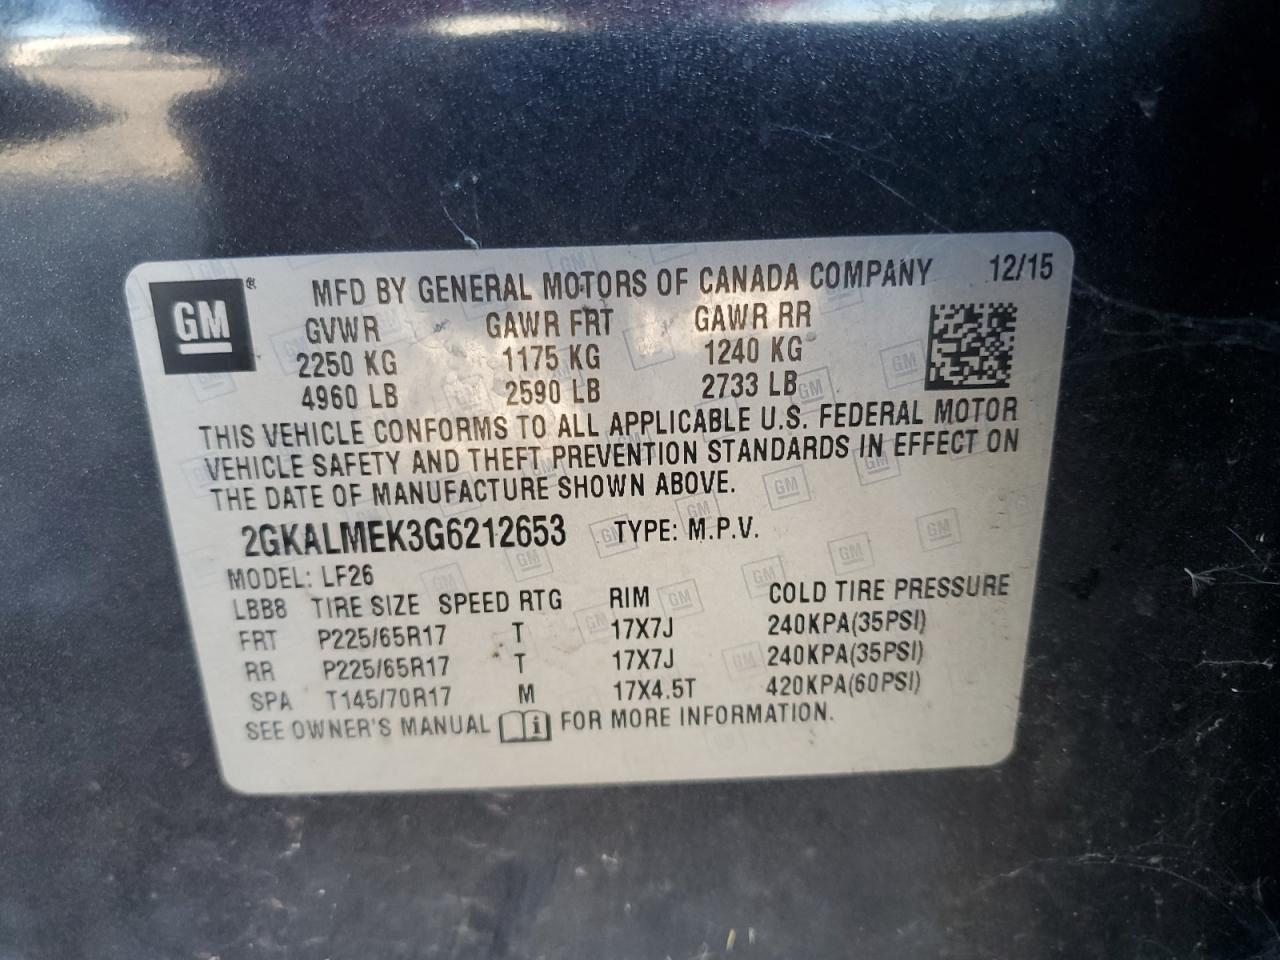 GM ® MFD BY GENERAL MOTORS OF CANADA COMPANY 12/15
GVWR GAWR FRT GAWR RR
2250 KG 1175 KG 1240 KG
4960 LB 2590 LB 2733 LB
THIS VEHICLE CONFORMS TO ALL APPLICABLE U.S. FEDERAL MOTOR
VEHICLE SAFETY AND THEFT PREVENTION STANDARDS IN EFFECT ON
THE DATE OF MANUFACTURE SHOWN ABOVE.
2GKALMEK3G6212653 TYPE: M.P.V.
MODEL: LF26
LBB8 TIRE SIZE SPEED RTG RIM COLD TIRE PRESSURE
FRT P225/65R17 T 17X7J 240KPA(35PSI)
RR P225/65R17 T 17X7J 240KPA(35PSI)
SPA T145/70R17 M 17X4.5T 420KPA(60PSI)
SEE OWNER'S MANUAL i FOR MORE INFORMATION.